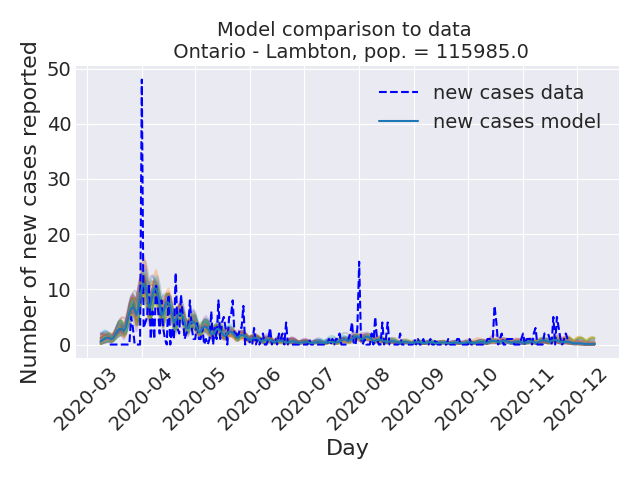 Model comparison to data
Ontario - Lambton, pop. = 115985.0
new cases data
new cases model
Number of new cases reported
50
40
30
20
10
0
2020-03
2020-04
2020-05
2020-06
2020-07
2020-08
2020-09
2020-10
2020-11
2020-12
Day